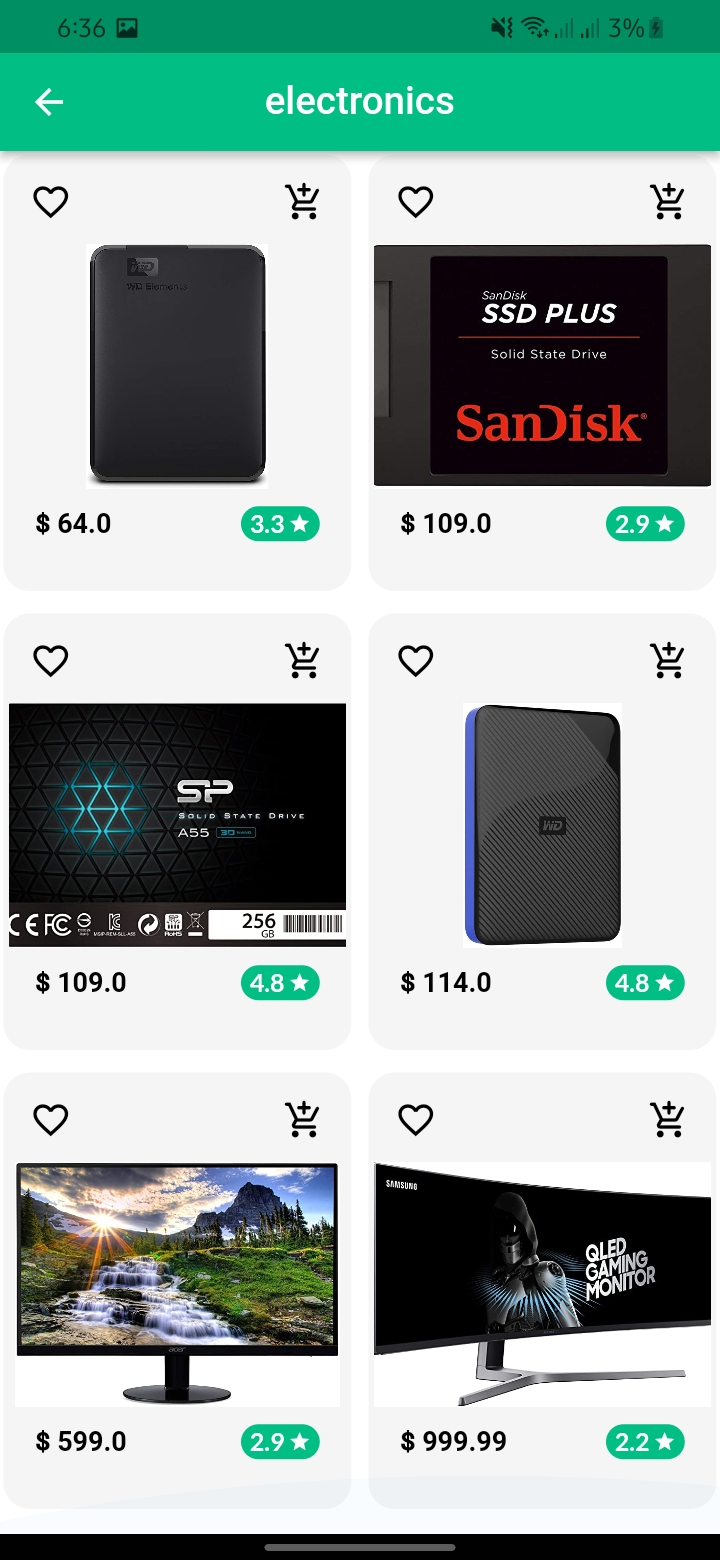 6:36
3%
electronics
WD
WD Elements
SanDisk
SSD PLUS
Solid State Drive
SanDisk®
$ 64.0
3.3
$ 109.0
2.9
SP
SOLID STATE DRIVE
A55
256
GB
WD
$ 109.0
4.8
$ 114.0
4.8
acer
SAMSUNG
QLED
GAMING
MONITOR
$ 599.0
2.9
$ 999.99
2.2